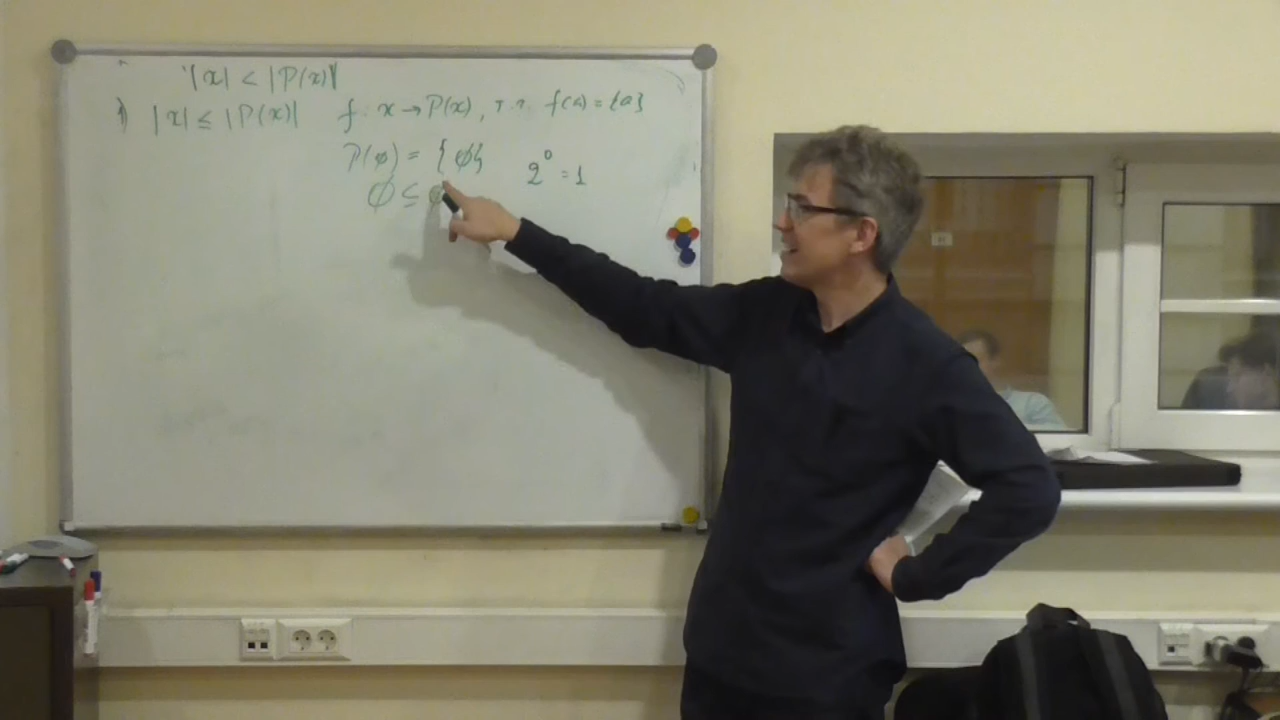 |x| < |P(x)|
1) |x| ≤ |P(x)| f: x → P(x), т.ч. f(a) = {a}
P(∅) = {∅} 2⁰ = 1
∅ ⊆